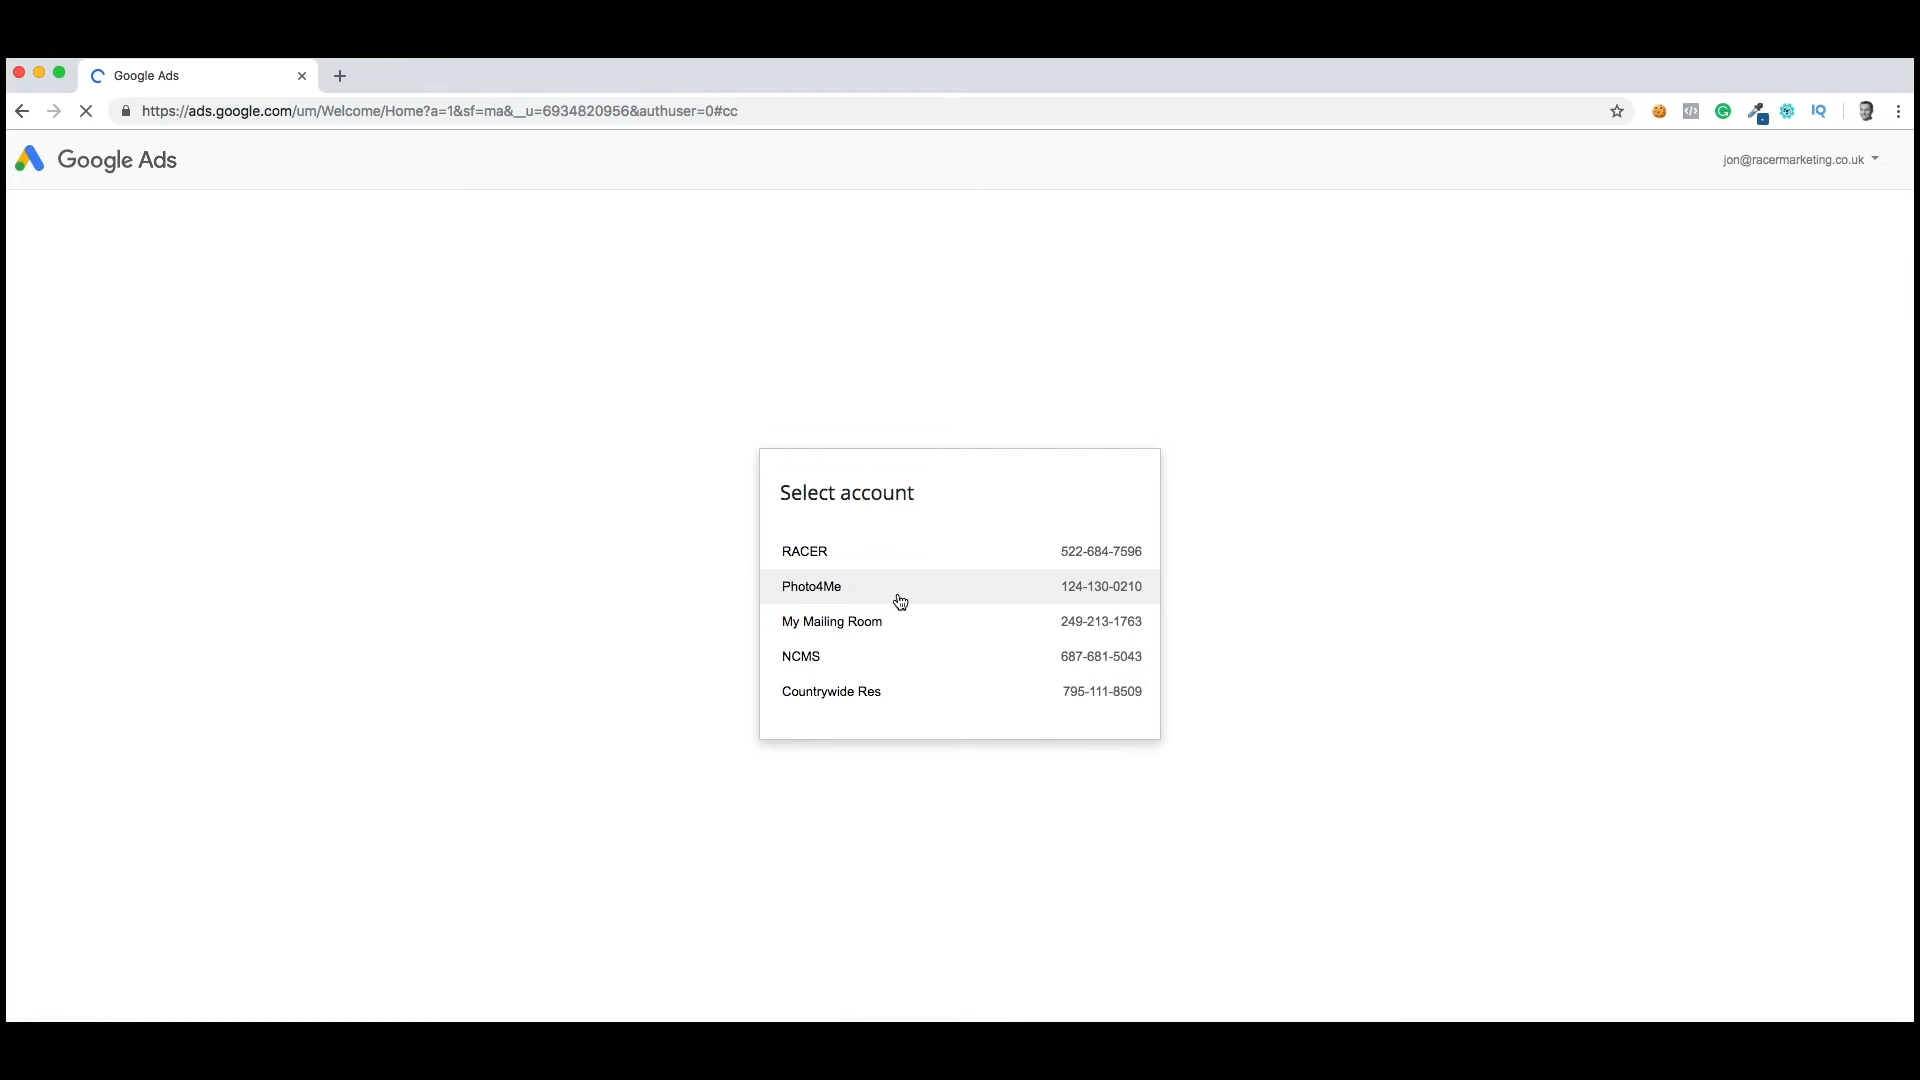 Google Ads
https://ads.google.com/um/Welcome/Home?a=1&sf=ma&__u=6934820956&authuser=0#cc
IQ
Google Ads
jon@racermarketing.co.uk
Select account
RACER 522-684-7596
Photo4Me 124-130-0210
My Mailing Room 249-213-1763
NCMS 687-681-5043
Countrywide Res 795-111-8509